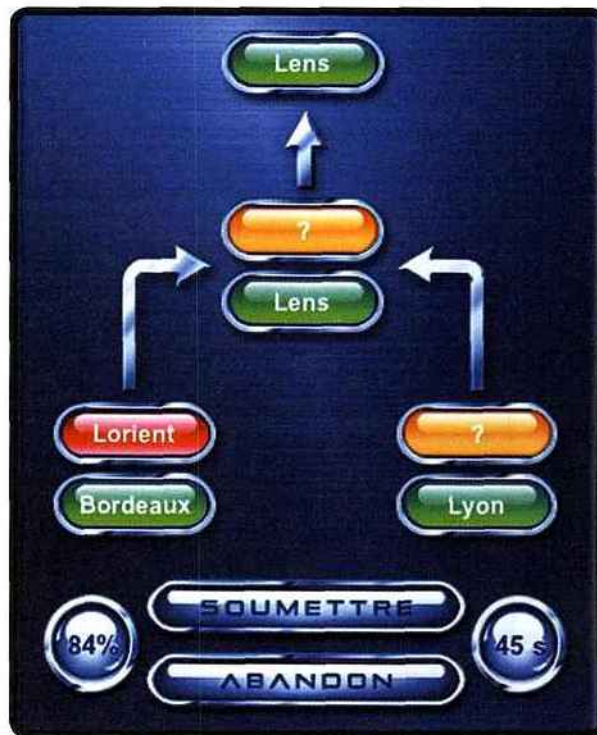 Lens
?
Lens
Lorient
?
Bordeaux
Lyon
SOUMETTRE
84%
45 s
ABANDON